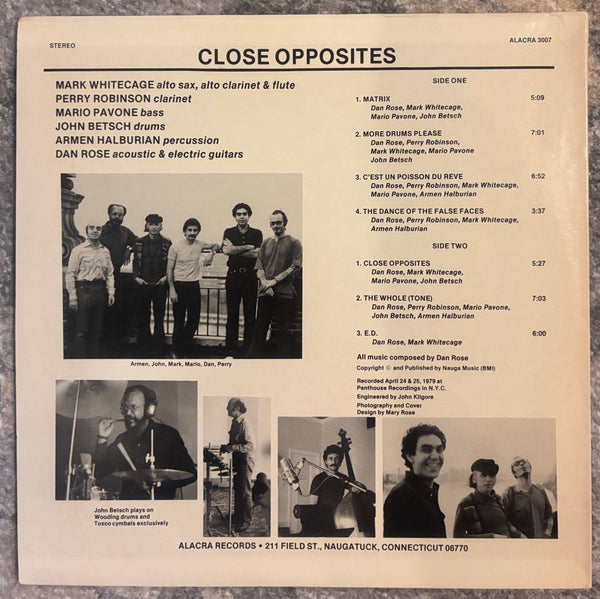 STEREO
ALACRA 3007
CLOSE OPPOSITES
MARK WHITECAGE alto sax, alto clarinet & flute
PERRY ROBINSON clarinet
MARIO PAVONE bass
JOHN BETSCH drums
ARMEN HALBURIAN percussion
DAN ROSE acoustic & electric guitars
Armen, John, Mark, Mario, Dan, Perry
John Betsch plays on
Wooding drums and
Tosco cymbals exclusively
SIDE ONE
1. MATRIX 5:09
Dan Rose, Mark Whitecage,
Mario Pavone, John Betsch
2. MORE DRUMS PLEASE 7:01
Dan Rose, Perry Robinson,
Mark Whitecage, Mario Pavone
John Betsch
3. C'EST UN POISSON DU REVE 6:52
Dan Rose, Perry Robinson, Mark Whitecage,
Mario Pavone, Armen Halburian
4. THE DANCE OF THE FALSE FACES 3:37
Dan Rose, Perry Robinson, Mark Whitecage,
Armen Halburian
SIDE TWO
1. CLOSE OPPOSITES 5:27
Dan Rose, Mark Whitecage,
Mario Pavone, John Betsch
2. THE WHOLE (TONE) 7:03
Dan Rose, Perry Robinson, Mario Pavone,
John Betsch, Armen Halburian
3. E.D. 6:00
Dan Rose, Mark Whitecage
All music composed by Dan Rose
Copyright © and Published by Nauga Music (BMI)
Recorded April 24 & 25, 1979 at
Penthouse Recordings in N.Y.C.
Engineered by John Kilgore
Photography and Cover
Design by Mary Rose
ALACRA RECORDS • 211 FIELD ST., NAUGATUCK, CONNECTICUT 06770